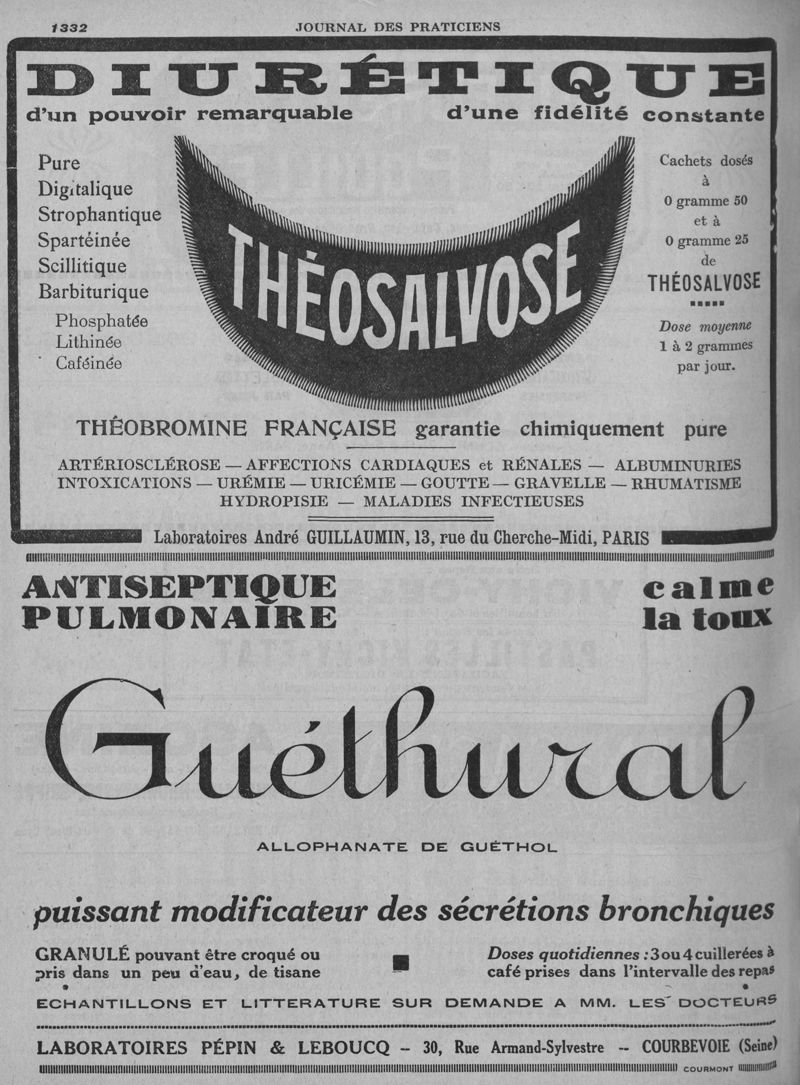 1332
JOURNAL DES PRATICIENS
DIURÉTIQUE
d'un pouvoir remarquable d'une fidélité constante
Pure
Digitalique
Strophantique
Spartéinée
Scillitique
Barbiturique
Phosphatée
Lithinée
Caféinée
THÉOSALVOSE
Cachets dosés
à
0 gramme 50
et à
0 gramme 25
de
THÉOSALVOSE
Dose moyenne
1 à 2 grammes
par jour.
THÉOBROMINE FRANÇAISE garantie chimiquement pure
ARTÉRIOSCLÉROSE — AFFECTIONS CARDIAQUES et RÉNALES — ALBUMINURIES
INTOXICATIONS — URÉMIE — URICÉMIE — GOUTTE — GRAVELLE — RHUMATISME
HYDROPISIE — MALADIES INFECTIEUSES
Laboratoires André GUILLAUMIN, 13, rue du Cherche-Midi, PARIS
ANTISEPTIQUE
PULMONAIRE
calme
la toux
Guéthural
ALLOPHANATE DE GUÉTHOL
puissant modificateur des sécrétions bronchiques
GRANULÉ pouvant être croqué ou
pris dans un peu d'eau, de tisane
Doses quotidiennes : 3 ou 4 cuillerées à
café prises dans l'intervalle des repas
ECHANTILLONS ET LITTERATURE SUR DEMANDE A MM. LES DOCTEURS
LABORATOIRES PÉPIN & LEBOUCQ — 30, Rue Armand-Sylvestre — COURBEVOIE (Seine)
COURMONT